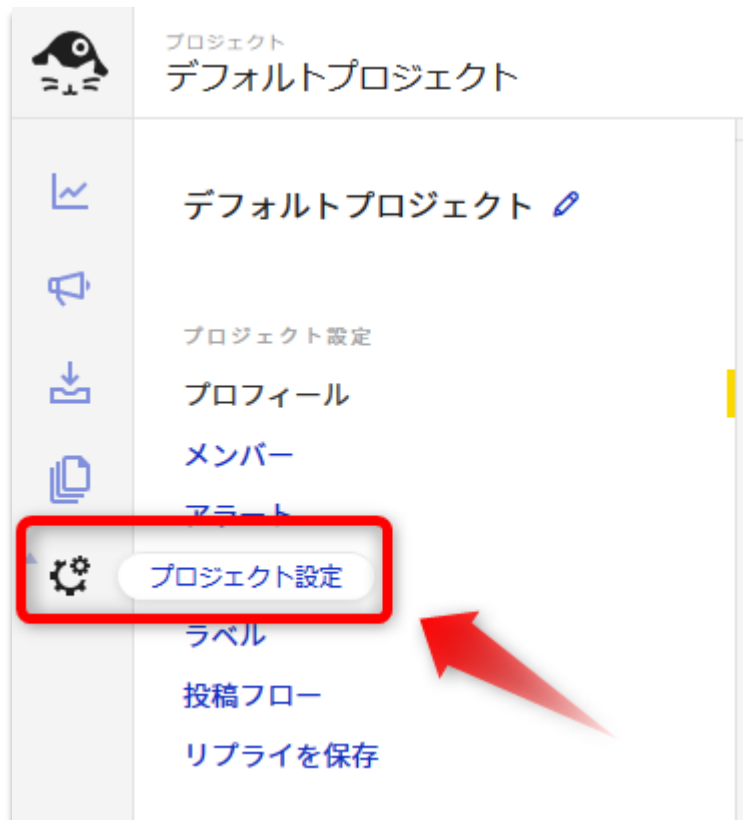 プロジェクト
デフォルトプロジェクト
デフォルトプロジェクト
プロジェクト設定
プロフィール
メンバー
アラート
プロジェクト設定
ラベル
投稿フロー
リプライを保存